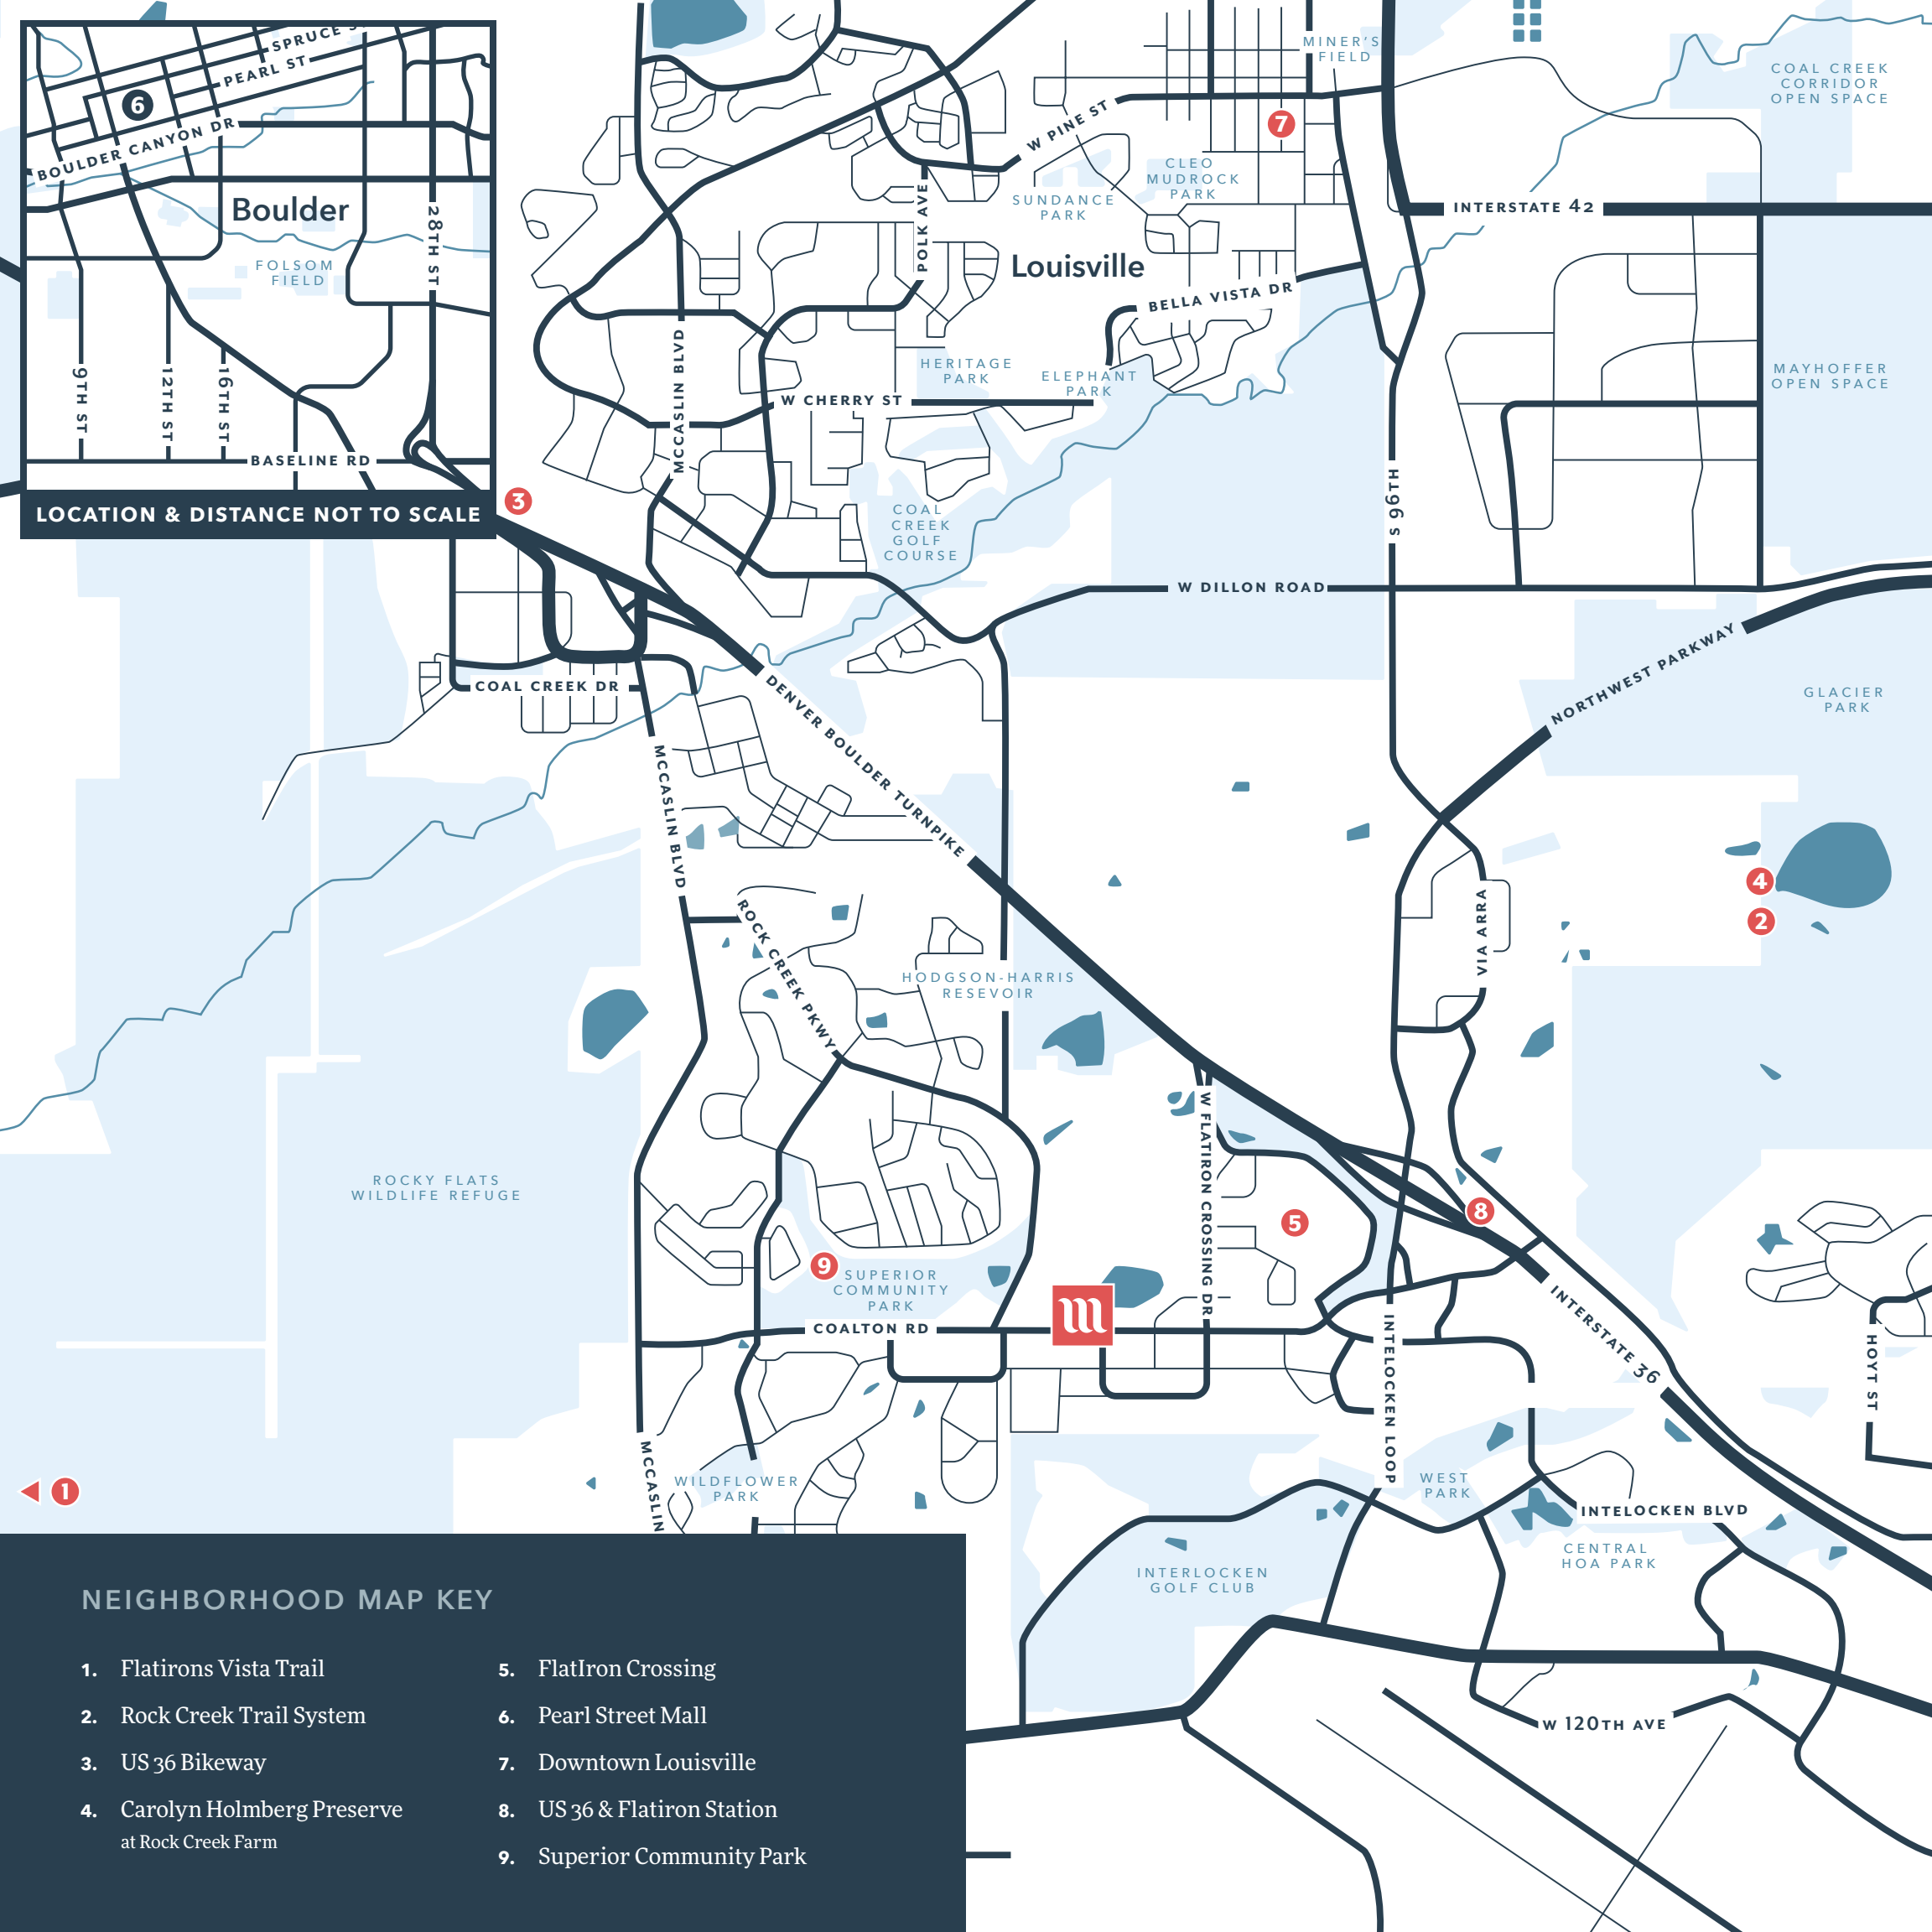 SPRUCE S
PEARL ST
6
BOULDER CANYON DR
Boulder
28TH ST
FOLSOM
FIELD
9TH ST
12TH ST
16TH ST
BASELINE RD
LOCATION & DISTANCE NOT TO SCALE
3
MINER'S
FIELD
COAL CREEK
CORRIDOR
OPEN SPACE
W PINE ST
7
CLEO
MUDROCK
PARK
SUNDANCE
PARK
POLK AVE
INTERSTATE 42
Louisville
BELLA VISTA DR
MCCASLIN BLVD
HERITAGE
PARK
ELEPHANT
PARK
MAYHOFFER
OPEN SPACE
W CHERRY ST
S 96TH
COAL
CREEK
GOLF
COURSE
W DILLON ROAD
NORTHWEST PARKWAY
COAL CREEK DR
GLACIER
PARK
DENVER BOULDER TURNPIKE
MCCASLIN BLVD
4
2
ROCK CREEK PKWY
VIA ARRA
HODGSON-HARRIS
RESEVOIR
W FLATIRON CROSSING DR
ROCKY FLATS
WILDLIFE REFUGE
5
8
9
SUPERIOR
COMMUNITY
PARK
m
COALTON RD
INTELOCKEN LOOP
INTERSTATE 36
HOYT ST
MCCASLIN
WILDFLOWER
PARK
WEST
PARK
1
INTELOCKEN BLVD
CENTRAL
HOA PARK
INTERLOCKEN
GOLF CLUB
W 120TH AVE
NEIGHBORHOOD MAP KEY
1. Flatirons Vista Trail
2. Rock Creek Trail System
3. US 36 Bikeway
4. Carolyn Holmberg Preserve
at Rock Creek Farm
5. FlatIron Crossing
6. Pearl Street Mall
7. Downtown Louisville
8. US 36 & Flatiron Station
9. Superior Community Park